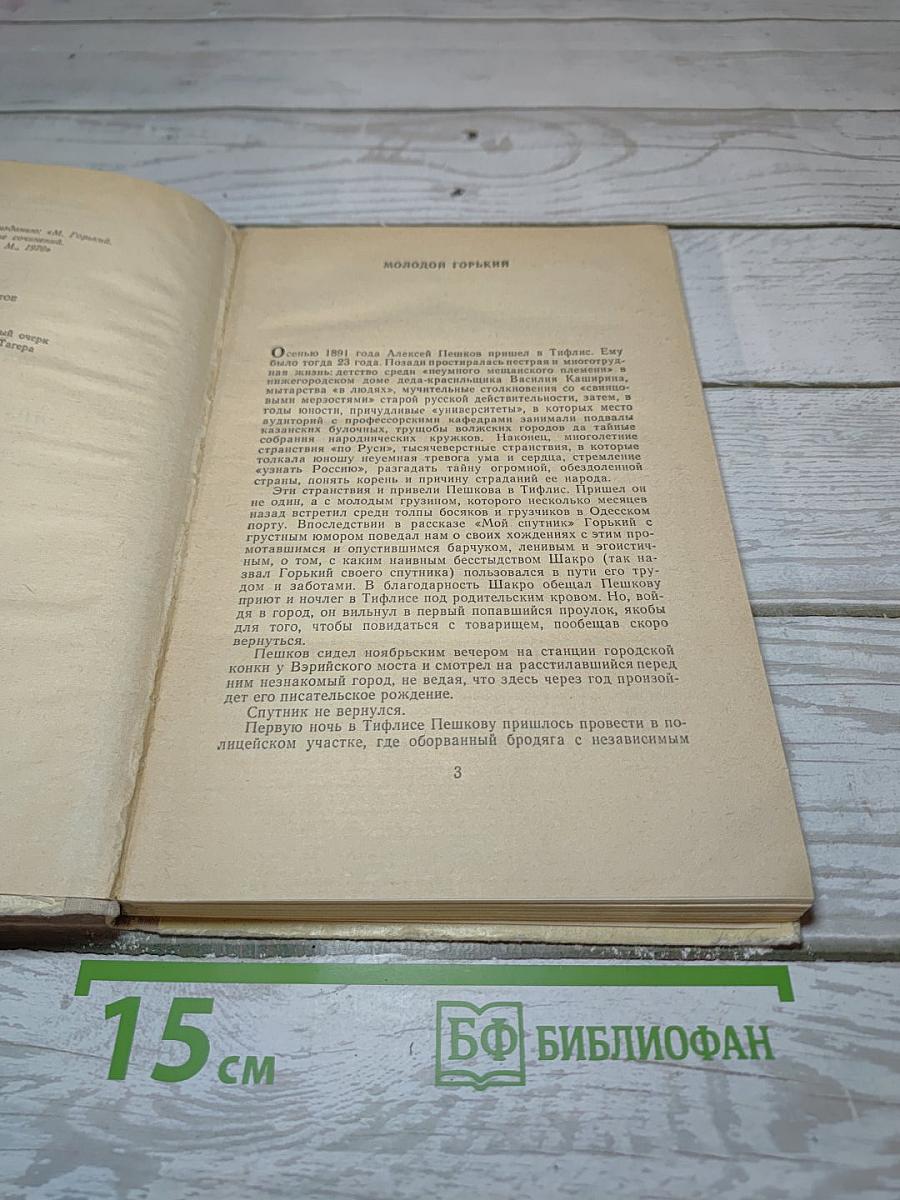 изданию: «М. Горький.
сочинений.
М., 1970»
очерк
Тагера
МОЛОДОЙ ГОРЬКИЙ
Осенью 1891 года Алексей Пешков пришел в Тифлис. Ему
было тогда 23 года. Позади простиралась пестрая и многотруд-
ная жизнь: детство среди «неумного мещанского племени» в
нижегородском доме деда-красильщика Василия Каширина,
мытарства «в людях», мучительные столкновения со «свинцо-
выми мерзостями» старой русской действительности, затем, в
годы юности, причудливые «университеты», в которых место
аудиторий с профессорскими кафедрами занимали подвалы
казанских булочных, трущобы волжских городов да тайные
собрания народнических кружков. Наконец, многолетние
странствия «по Руси», тысячеверстные странствия, в которые
толкала юношу неуемная тревога ума и сердца, стремление
«узнать Россию», разгадать тайну огромной, обездоленной
страны, понять корень и причину страданий ее народа.
Эти странствия и привели Пешкова в Тифлис. Пришел он
не один, а с молодым грузином, которого несколько месяцев
назад встретил среди толпы босяков и грузчиков в Одесском
порту. Впоследствии в рассказе «Мой спутник» Горький с
грустным юмором поведал нам о своих хождениях с этим про-
мотавшимся и опустившимся барчуком, ленивым и эгоистич-
ным, о том, с каким наивным бесстыдством Шакро (так на-
звал Горький своего спутника) пользовался в пути его тру-
дом и заботами. В благодарность Шакро обещал Пешкову
приют и ночлег в Тифлисе под родительским кровом. Но, вой-
дя в город, он вильнул в первый попавшийся проулок, якобы
для того, чтобы повидаться с товарищем, пообещав скоро
вернуться.
Пешков сидел ноябрьским вечером на станции городской
конки у Вэрийского моста и смотрел на расстилавшийся перед
ним незнакомый город, не ведая, что здесь через год произой-
дет его писательское рождение.
Спутник не вернулся.
Первую ночь в Тифлисе Пешкову пришлось провести в по-
лицейском участке, где оборванный бродяга с независимым
3
15 см
БФ БИБЛИОФАН